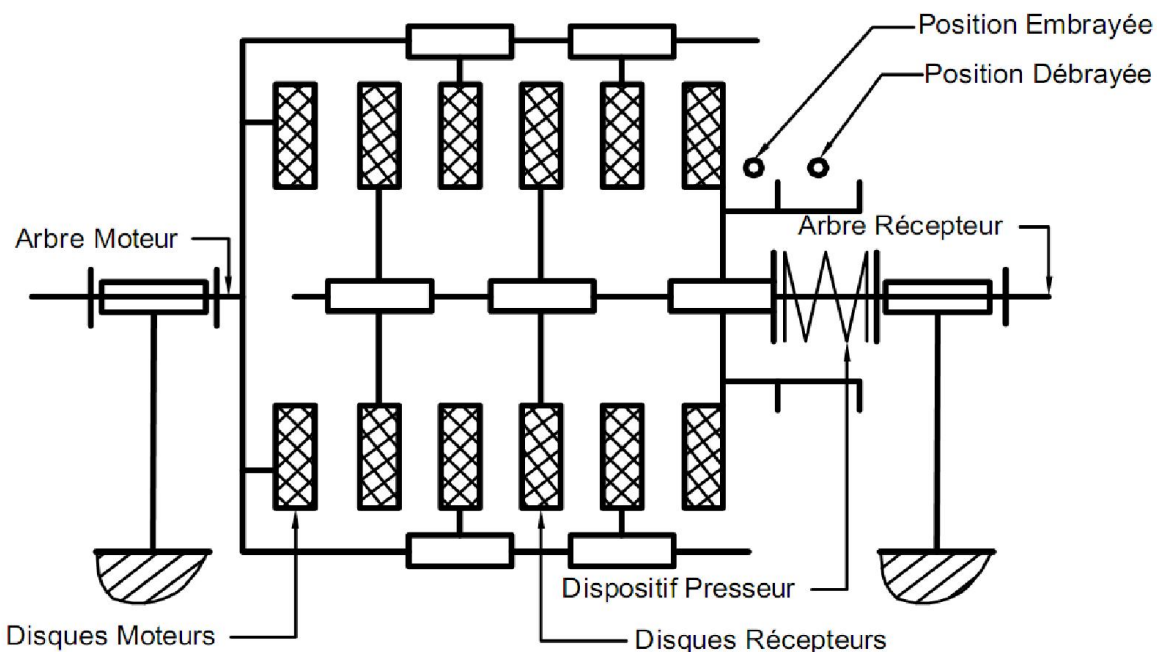 Position Embrayée
Position Débrayée
Arbre Moteur
Arbre Récepteur
Dispositif Presseur
Disques Moteurs
Disques Récepteurs